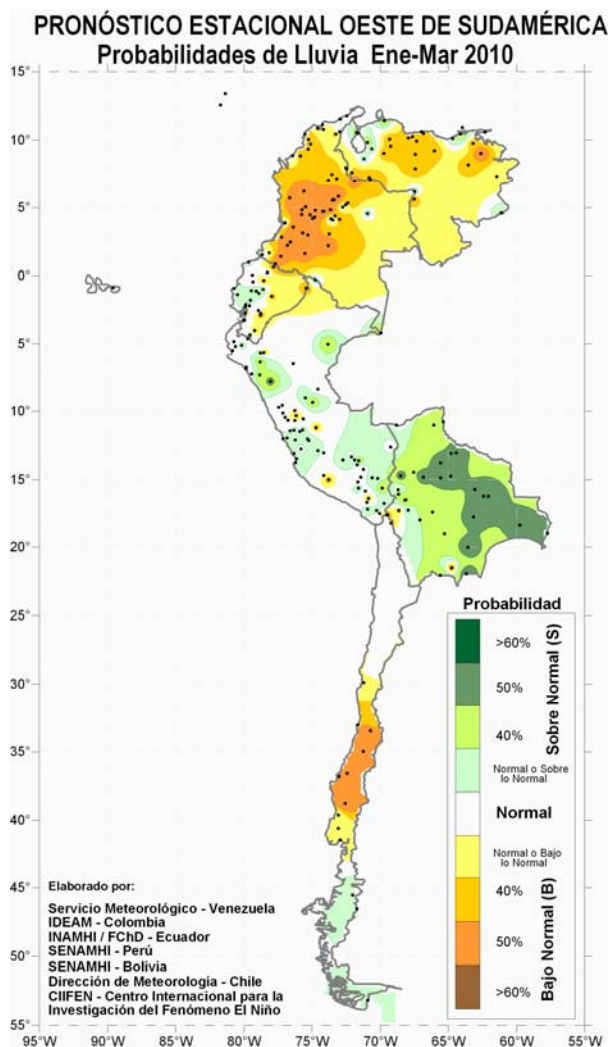 PRONÓSTICO ESTACIONAL OESTE DE SUDAMÉRICA
Probabilidades de Lluvia Ene-Mar 2010
15°
10°
5°
0°
5°
10°
15°
20°
25°
30°
35°
40°
45°
50°
55°
95°W 90°W 85°W 80°W 75°W 70°W 65°W 60°W 55°W
Probabilidad
>60%
50%
40%
Sobre Normal (S)
Normal o Sobre
lo Normal
Normal
Normal o Bajo
lo Normal
40%
50%
>60%
Bajo Normal (B)
Elaborado por:
Servicio Meteorológico - Venezuela
IDEAM - Colombia
INAMHI / FChD - Ecuador
SENAMHI - Perú
SENAMHI - Bolivia
Dirección de Meteorología - Chile
CIIFEN - Centro Internacional para la
Investigación del Fenómeno El Niño